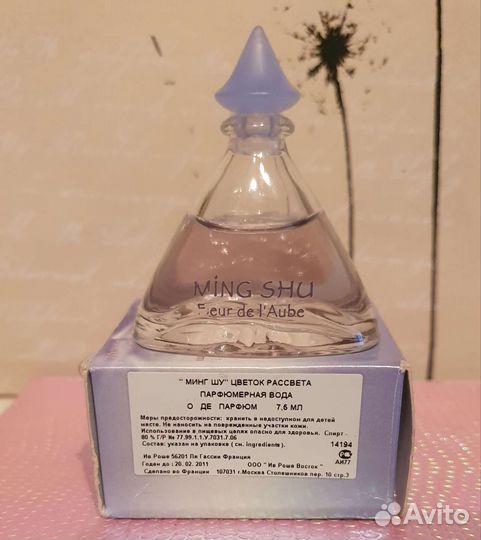 MING SHU
Fleur de l'Aube
" МИНГ ШУ" ЦВЕТОК РАССВЕТА
ПАРФЮМЕРНАЯ ВОДА
О ДЕ ПАРФЮМ 7,5 МЛ
Меры предосторожности: хранить в недоступном для детей
месте. Не наносить на поврежденные участки кожи.
Использование в пищевых целях опасно для здоровья. Спирт -
80 % Г/Р № 77.99.1.1.У.7031.7.06
Состав: указан на упаковке ( см. ingredients ). 14194
Ив Роше 56201 Ля Гассии Франция
Годен до : 20. 02. 2011 ООО "Ив Роше Восток" АИ77
Сделано во Франции 107031 г.Москва Столешников пер. 10 стр.3
Avito